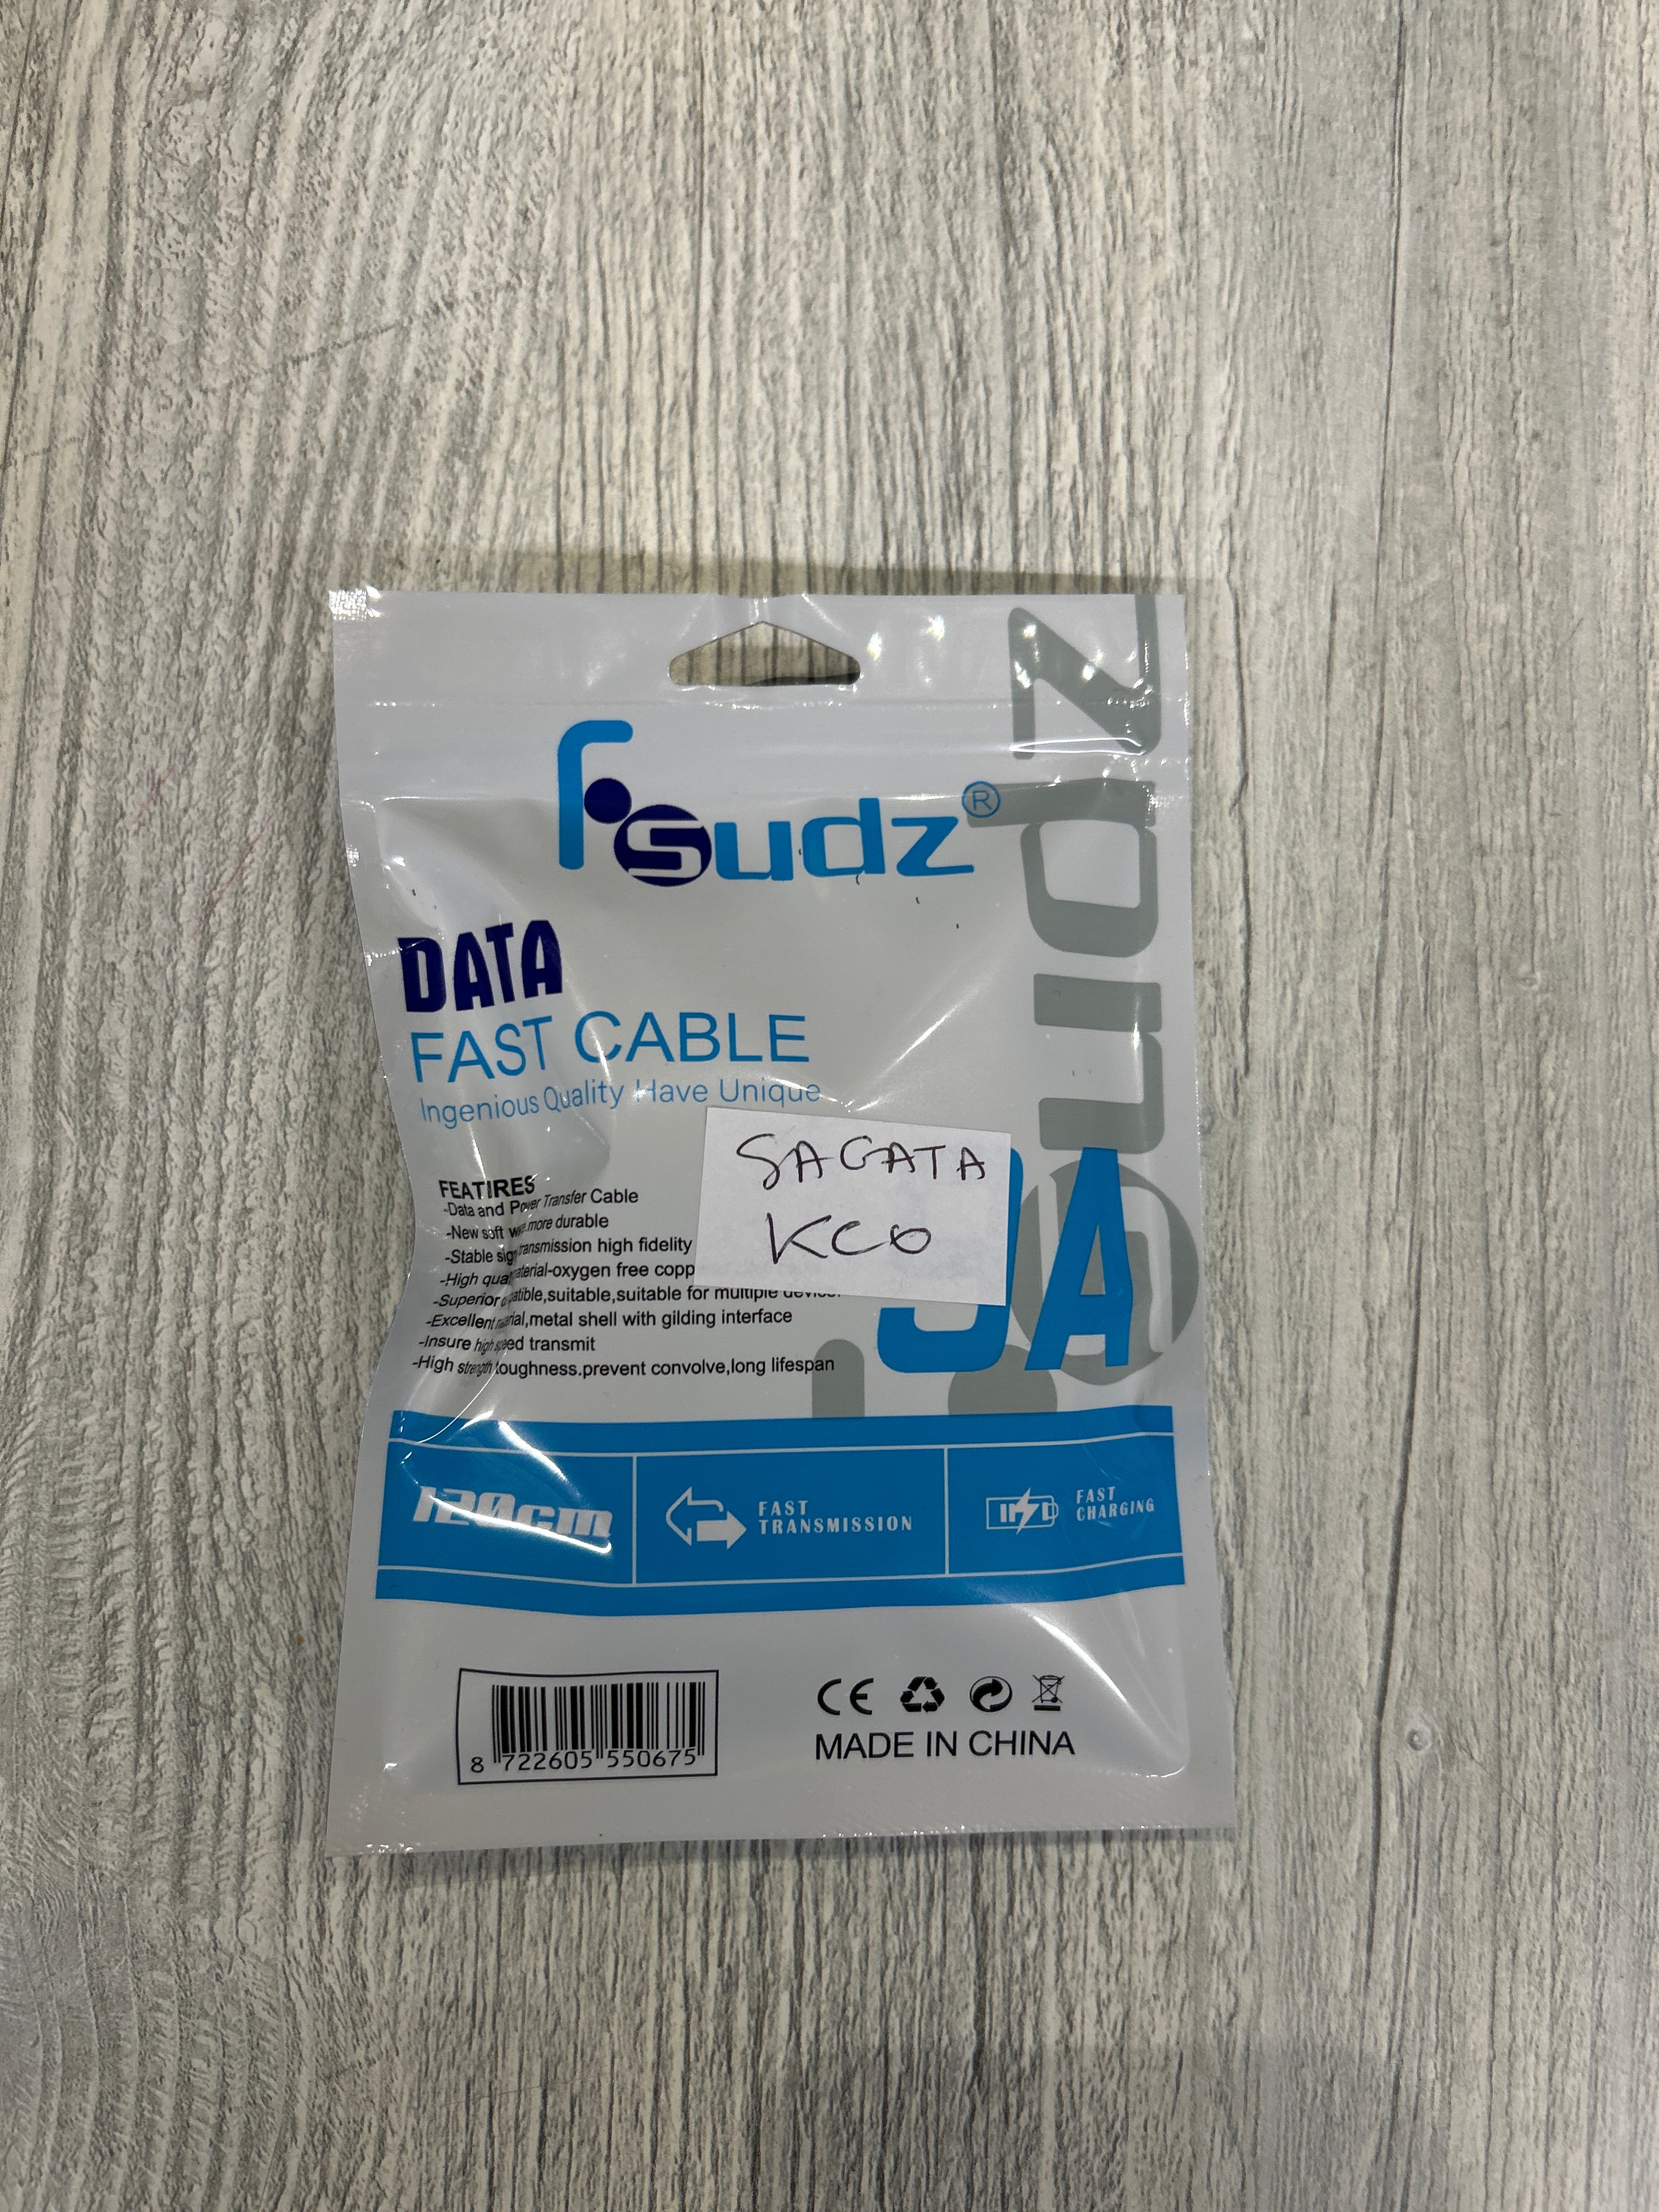 rsudz®
DATA
FAST CABLE
Ingenious Quality Have Unique
SAGATA
KCO
A
FEATIRES
-Data and Power Transfer Cable
-New soft wire more durable
-Stable transmission high fidelity
-High material-oxygen free copp
-Superior suitable,suitable for multiple
-Excellent metal shell with gilding interface
-Insure high speed transmit
-High strength toughness.prevent convolve,long lifespan
120cm
FAST
TRANSMISSION
FAST
CHARGING
8 722605 550675
CE
MADE IN CHINA